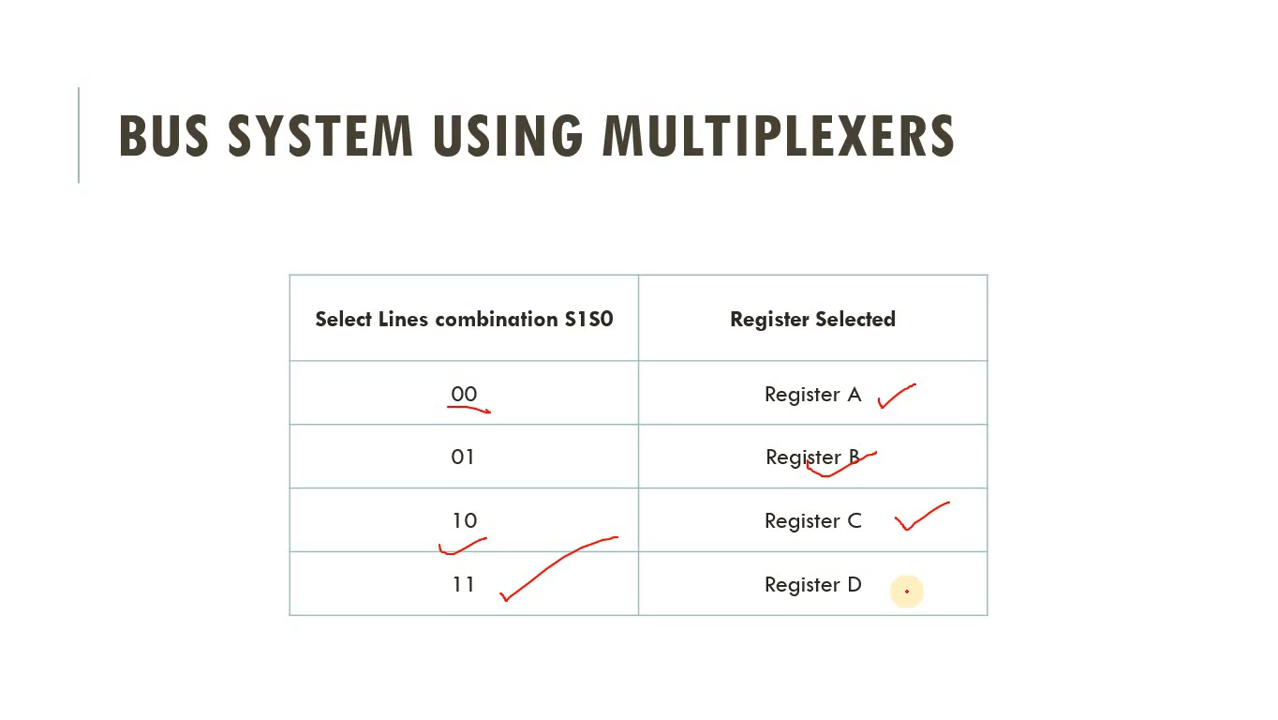 BUS SYSTEM USING MULTIPLEXERS
Select Lines combination S1S0 Register Selected
00 Register A
01 Register B
10 Register C
11 Register D